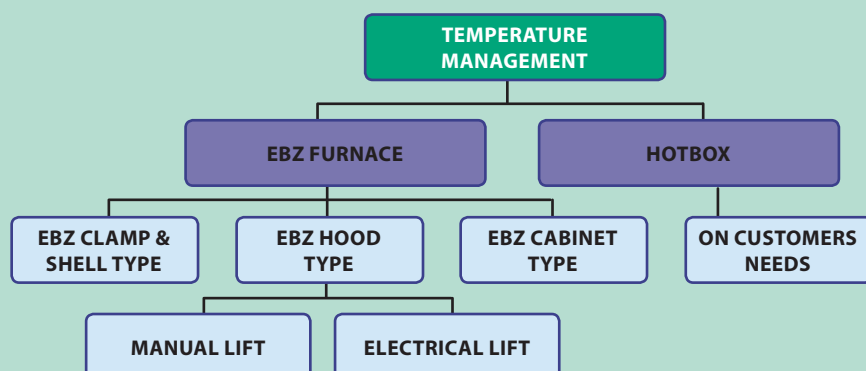 TEMPERATURE
MANAGEMENT
EBZ FURNACE
HOTBOX
EBZ CLAMP &
SHELL TYPE
EBZ HOOD
TYPE
EBZ CABINET
TYPE
ON CUSTOMERS
NEEDS
MANUAL LIFT
ELECTRICAL LIFT